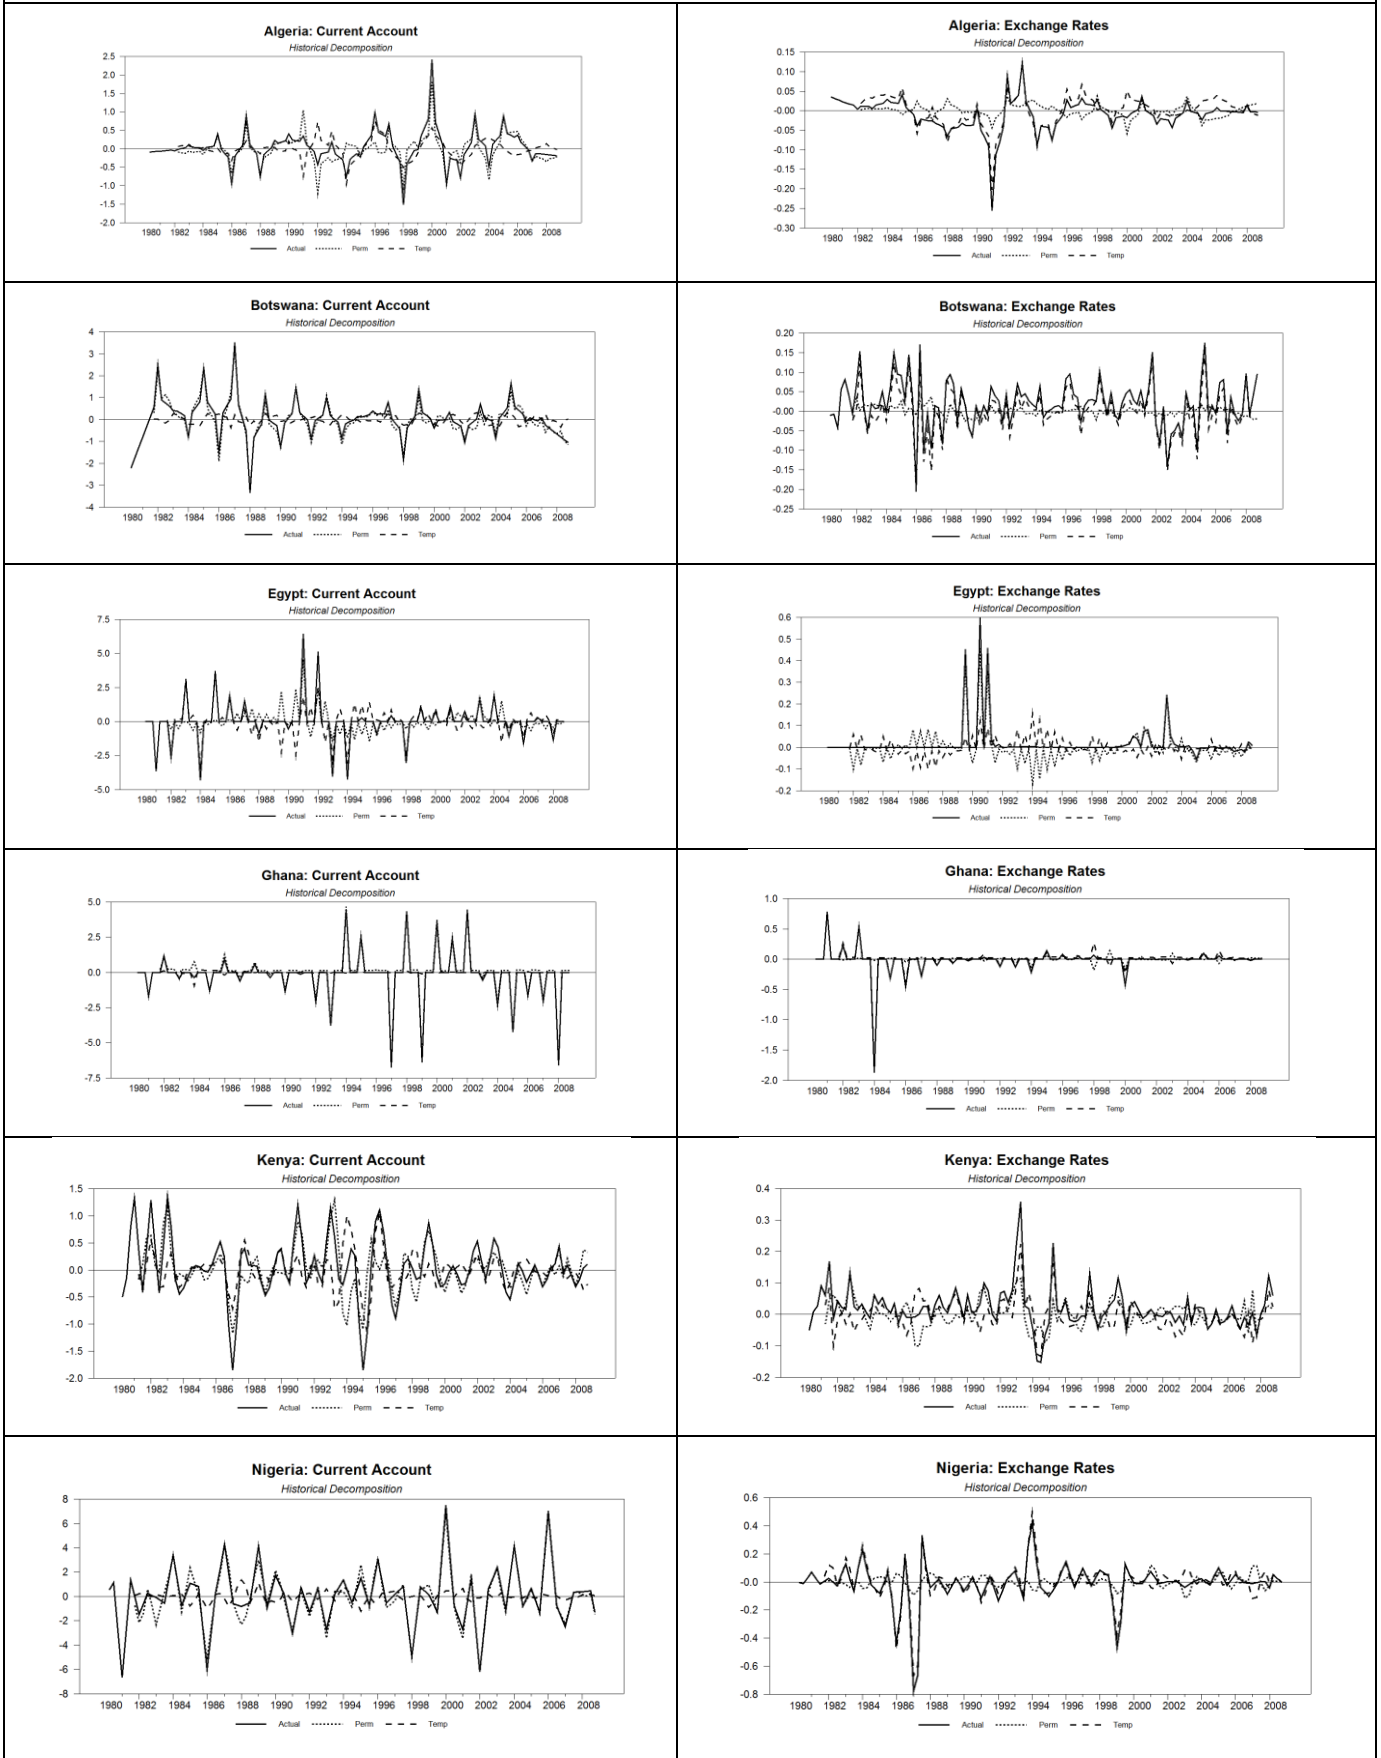 Algeria: Current Account
Historical Decomposition
2.5
2.0
1.5
1.0
0.5
0.0
-0.5
-1.0
-1.5
-2.0
1980 1982 1984 1986 1988 1990 1992 1994 1996 1998 2000 2002 2004 2006 2008
Actual Perm Temp
Algeria: Exchange Rates
Historical Decomposition
0.15
0.10
0.05
-0.00
-0.05
-0.10
-0.15
-0.20
-0.25
-0.30
1980 1982 1984 1986 1988 1990 1992 1994 1996 1998 2000 2002 2004 2006 2008
Actual Perm Temp
Botswana: Current Account
Historical Decomposition
4
3
2
1
0
-1
-2
-3
-4
1980 1982 1984 1986 1988 1990 1992 1994 1996 1998 2000 2002 2004 2006 2008
Actual Perm Temp
Botswana: Exchange Rates
Historical Decomposition
0.20
0.15
0.10
0.05
-0.00
-0.05
-0.10
-0.15
-0.20
-0.25
1980 1982 1984 1986 1988 1990 1992 1994 1996 1998 2000 2002 2004 2006 2008
Actual Perm Temp
Egypt: Current Account
Historical Decomposition
7.5
5.0
2.5
0.0
-2.5
-5.0
1980 1982 1984 1986 1988 1990 1992 1994 1996 1998 2000 2002 2004 2006 2008
Actual Perm Temp
Egypt: Exchange Rates
Historical Decomposition
0.6
0.5
0.4
0.3
0.2
0.1
0.0
-0.1
-0.2
1980 1982 1984 1986 1988 1990 1992 1994 1996 1998 2000 2002 2004 2006 2008
Actual Perm Temp
Ghana: Current Account
Historical Decomposition
5.0
2.5
0.0
-2.5
-5.0
-7.5
1980 1982 1984 1986 1988 1990 1992 1994 1996 1998 2000 2002 2004 2006 2008
Actual Perm Temp
Ghana: Exchange Rates
Historical Decomposition
1.0
0.5
0.0
-0.5
-1.0
-1.5
-2.0
1980 1982 1984 1986 1988 1990 1992 1994 1996 1998 2000 2002 2004 2006 2008
Actual Perm Temp
Kenya: Current Account
Historical Decomposition
1.5
1.0
0.5
0.0
-0.5
-1.0
-1.5
-2.0
1980 1982 1984 1986 1988 1990 1992 1994 1996 1998 2000 2002 2004 2006 2008
Actual Perm Temp
Kenya: Exchange Rates
Historical Decomposition
0.4
0.3
0.2
0.1
0.0
-0.1
-0.2
1980 1982 1984 1986 1988 1990 1992 1994 1996 1998 2000 2002 2004 2006 2008
Actual Perm Temp
Nigeria: Current Account
Historical Decomposition
8
6
4
2
0
-2
-4
-6
-8
1980 1982 1984 1986 1988 1990 1992 1994 1996 1998 2000 2002 2004 2006 2008
Actual Perm Temp
Nigeria: Exchange Rates
Historical Decomposition
0.6
0.4
0.2
-0.0
-0.2
-0.4
-0.6
-0.8
1980 1982 1984 1986 1988 1990 1992 1994 1996 1998 2000 2002 2004 2006 2008
Actual Perm Temp